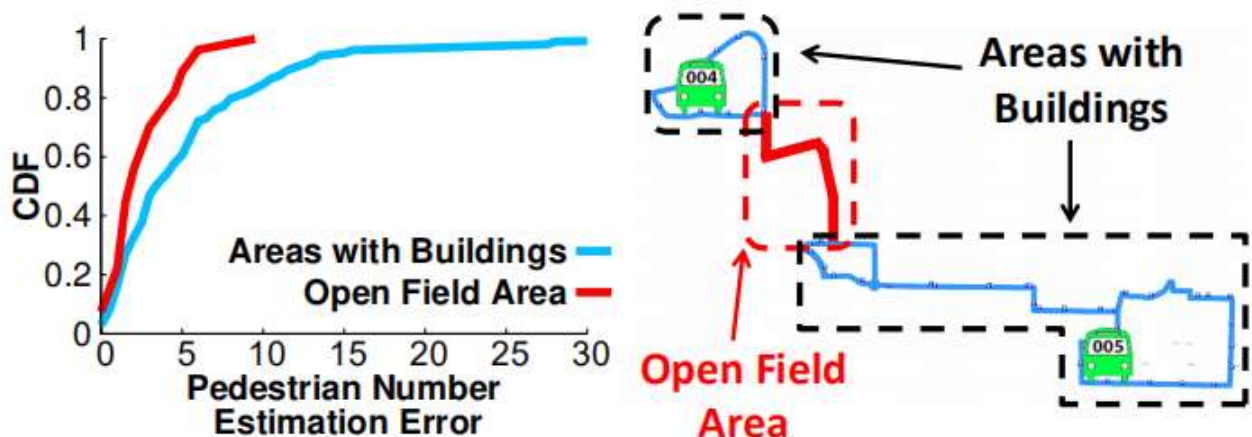 1
0.8
0.6
0.4
0.2
0
CDF
Areas with Buildings
Open Field Area
0 5 10 15 20 25 30
Pedestrian Number
Estimation Error
004
Areas with
Buildings
005
Open Field
Area